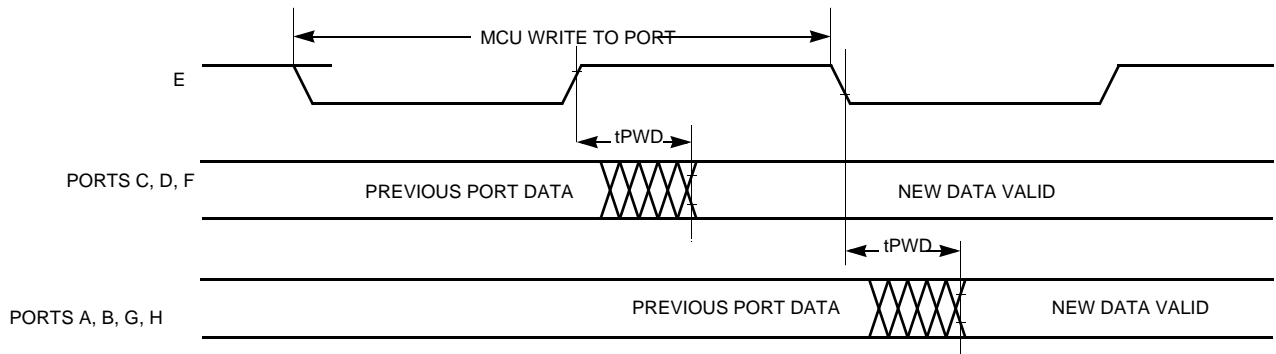 MCU WRITE TO PORT
E
tPWD
PORTS C, D, F
PREVIOUS PORT DATA
NEW DATA VALID
tPWD
PORTS A, B, G, H
PREVIOUS PORT DATA
NEW DATA VALID